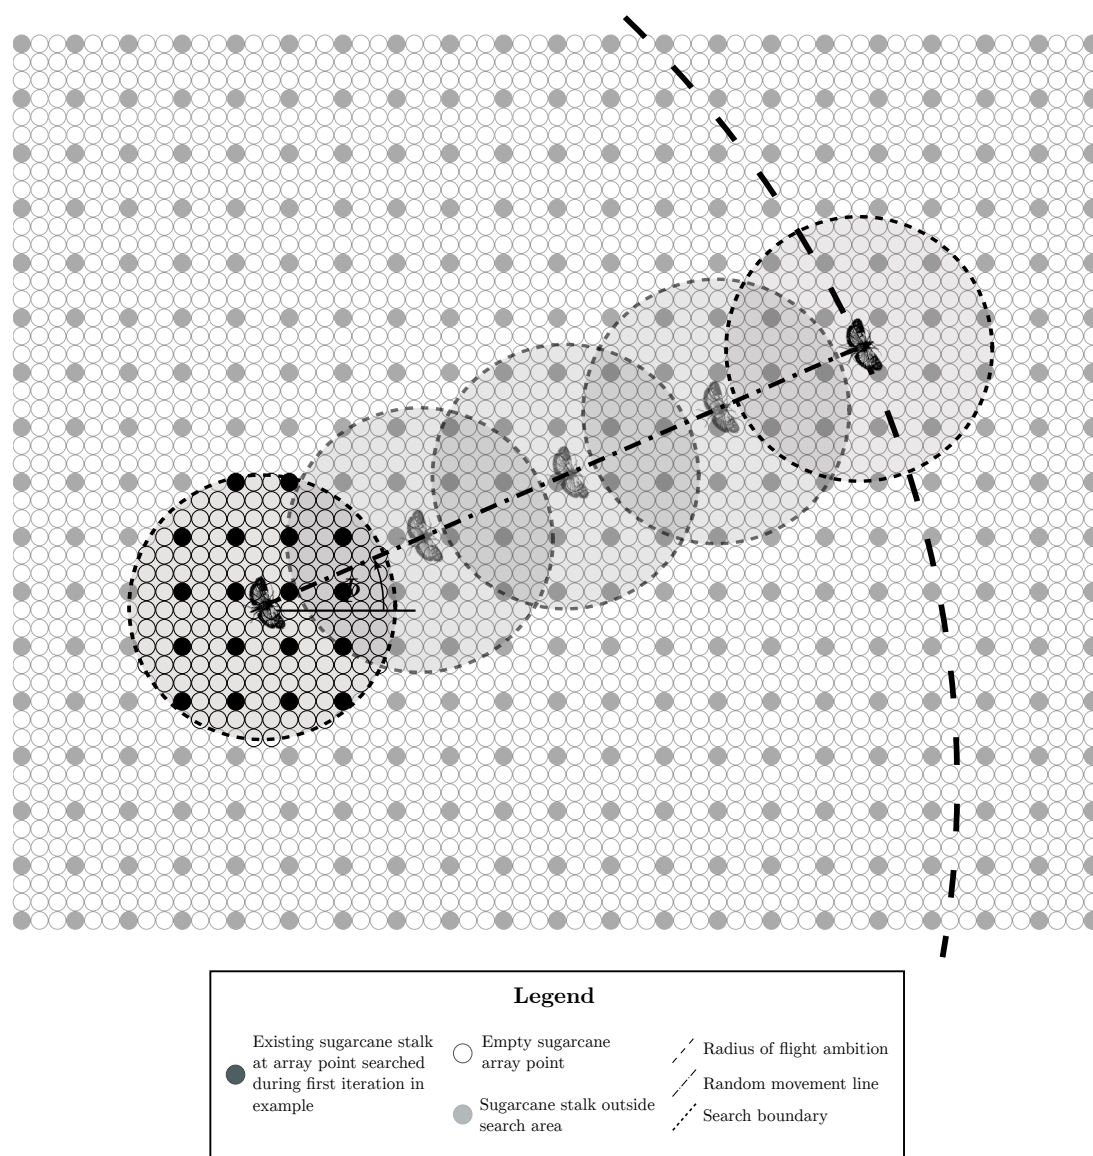 Legend
Existing sugarcane stalk
at array point searched
during first iteration in
example
Empty sugarcane
array point
Sugarcane stalk outside
search area
Radius of flight ambition
Random movement line
Search boundary